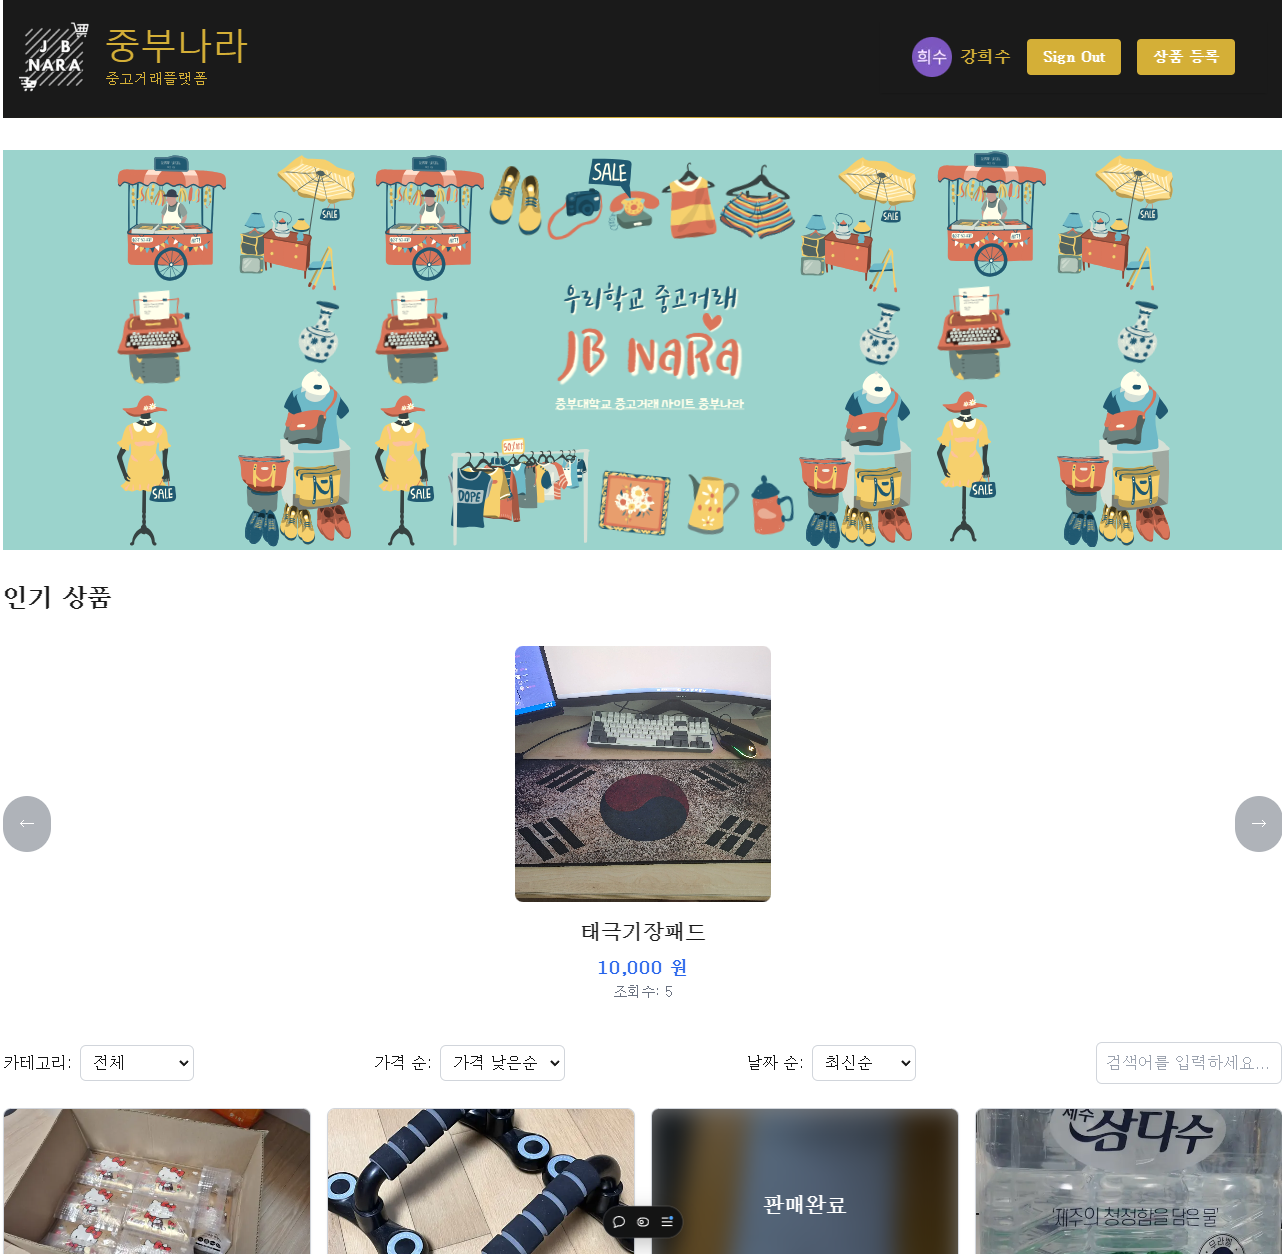 J B
NARA
중부나라
중고거래플랫폼
희수 강희수 Sign Out 상품 등록
SALE
SALE
SALE
SALE
우리학교 중고거래
JB NaRa
중부대학교 중고거래 사이트 중부나라
50/
DOPE
SALE
SALE
SALE
인기 상품
←
→
태극기장패드
10,000 원
조회수: 5
카테고리: 전체 가격 순: 가격 낮은순 날짜 순: 최신순 검색어를 입력하세요...
판매완료
제주
삼다수
'제주의 청정함을 담은 물'
무라벨